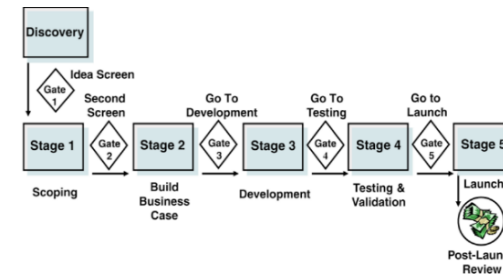 Discovery
Idea Screen
Gate
1
Second
Screen
Go To
Development
Go To
Testing
Go to
Launch
Stage 1
Gate
2
Stage 2
Gate
3
Stage 3
Gate
4
Stage 4
Gate
5
Stage 5
Scoping
Build
Business
Case
Development
Testing &
Validation
Launch
Post-Laun
Review